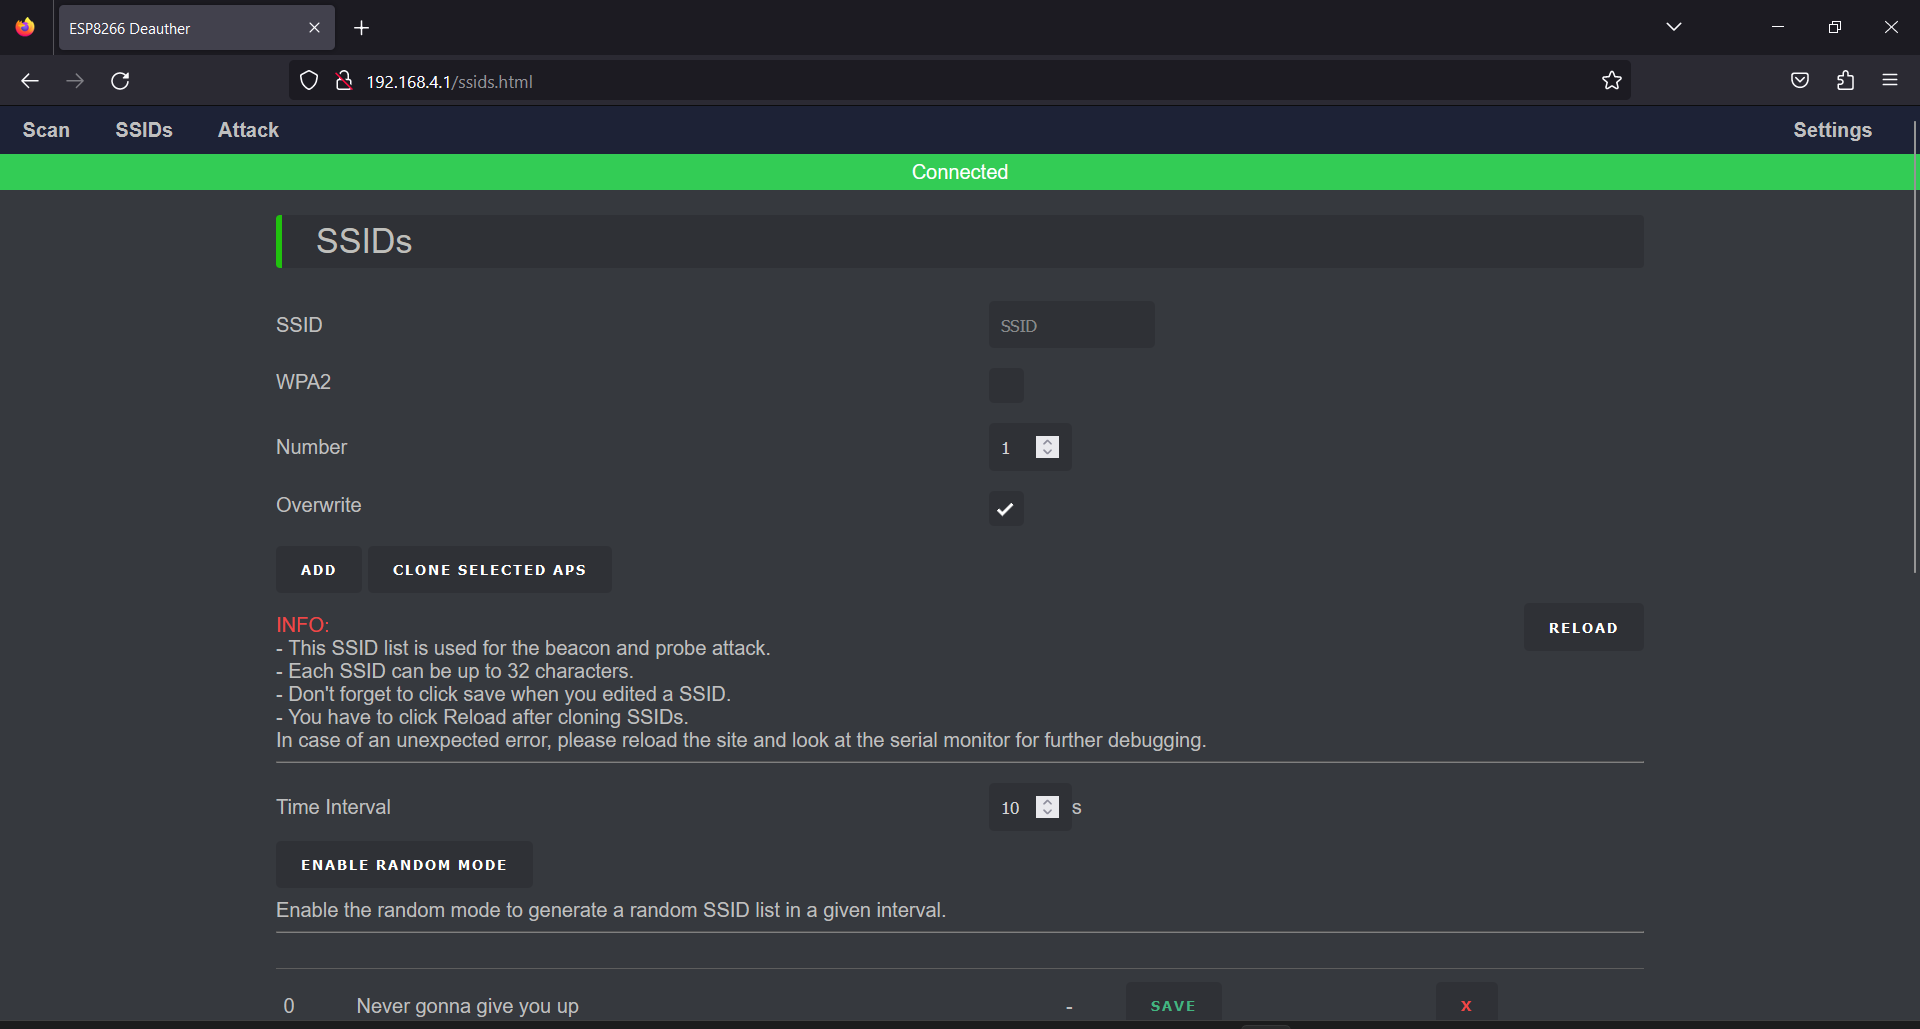 ESP8266 Deauther
192.168.4.1/ssids.html
Scan SSIDs Attack Settings
Connected
SSIDs
SSID SSID
WPA2
Number 1
Overwrite
ADD CLONE SELECTED APS
INFO:
RELOAD
- This SSID list is used for the beacon and probe attack.
- Each SSID can be up to 32 characters.
- Don't forget to click save when you edited a SSID.
- You have to click Reload after cloning SSIDs.
In case of an unexpected error, please reload the site and look at the serial monitor for further debugging.
Time Interval 10 s
ENABLE RANDOM MODE
Enable the random mode to generate a random SSID list in a given interval.
0 Never gonna give you up - SAVE X